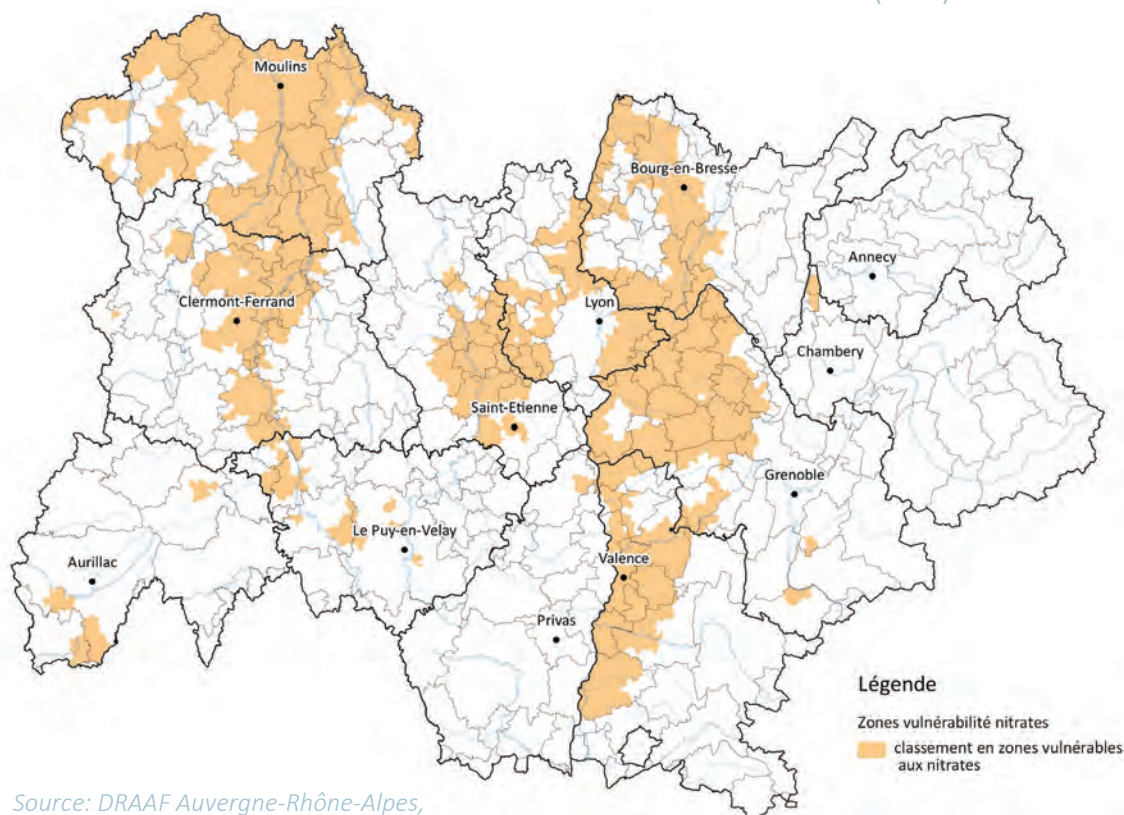 Moulins
Bourg-en-Bresse
Annecy
Clermont-Ferrand
Lyon
Chambery
Saint-Etienne
Grenoble
Le Puy-en-Velay
Aurillac
Valence
Privas
Légende
Zones vulnérabilité nitrates
classement en zones vulnérables
aux nitrates
Source: DRAAF Auvergne-Rhône-Alpes,